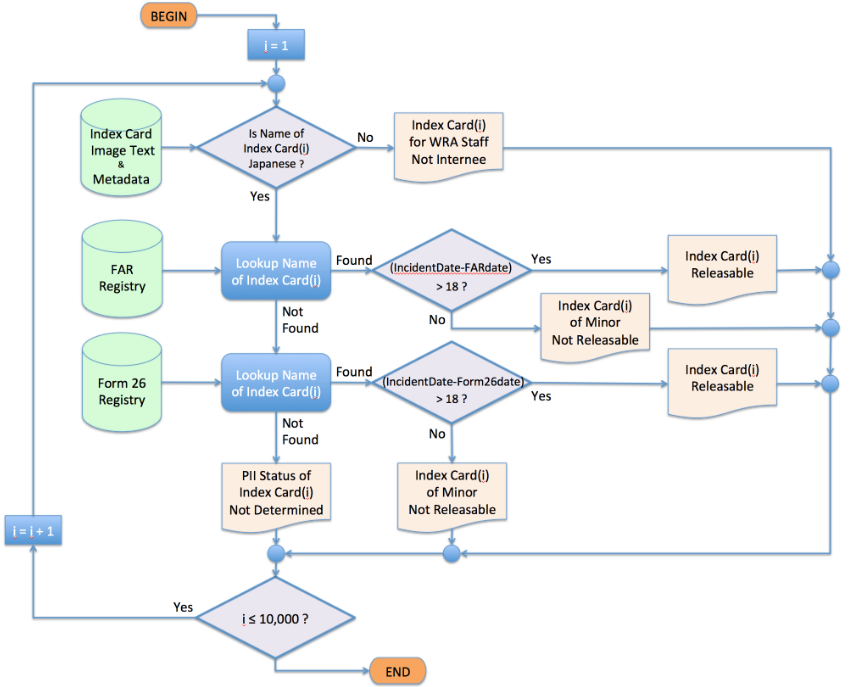 BEGIN
i = 1
Index Card
Image Text
&
Metadata
Is Name of
Index Card(i)
Japanese ?
No
Index Card(i)
for WRA Staff
Not Internee
Yes
FAR
Registry
Lookup Name
of Index Card(i)
Found
(IncidentDate-FARdate)
> 18 ?
Yes
Index Card(i)
Releasable
No
Index Card(i)
of Minor
Not Releasable
Not
Found
Form 26
Registry
Lookup Name
of Index Card(i)
Found
(IncidentDate-Form26date)
> 18 ?
Yes
Index Card(i)
Releasable
Not
Found
No
PII Status of
Index Card(i)
Not Determined
Index Card(i)
of Minor
Not Releasable
i = i + 1
Yes
i ≤ 10,000 ?
END